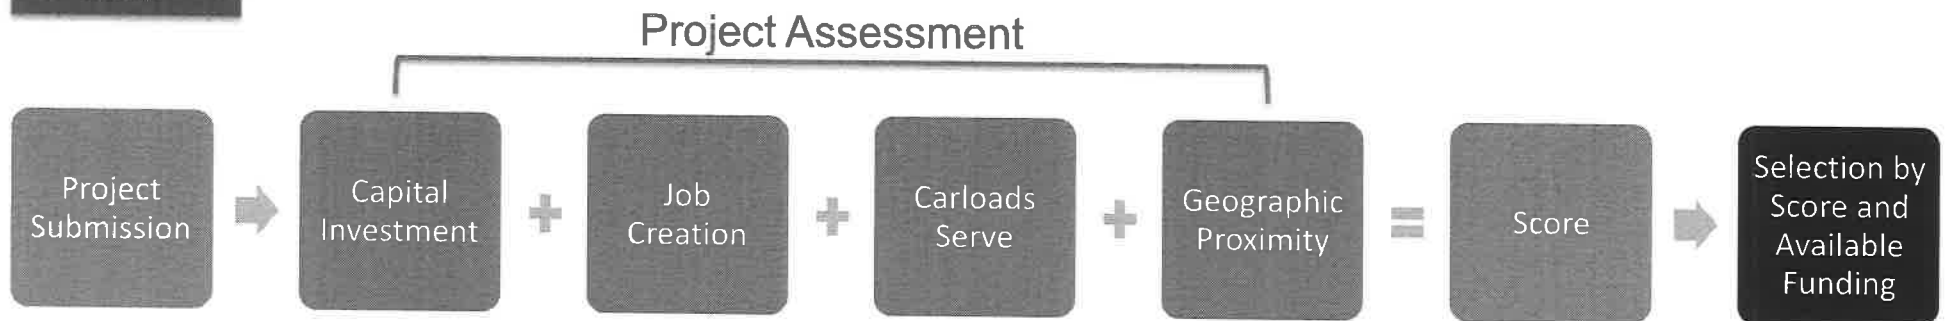 Project Assessment
Project
Submission
Capital
Investment
Job
Creation
Carloads
Serve
Geographic
Proximity
Score
Selection by
Score and
Available
Funding